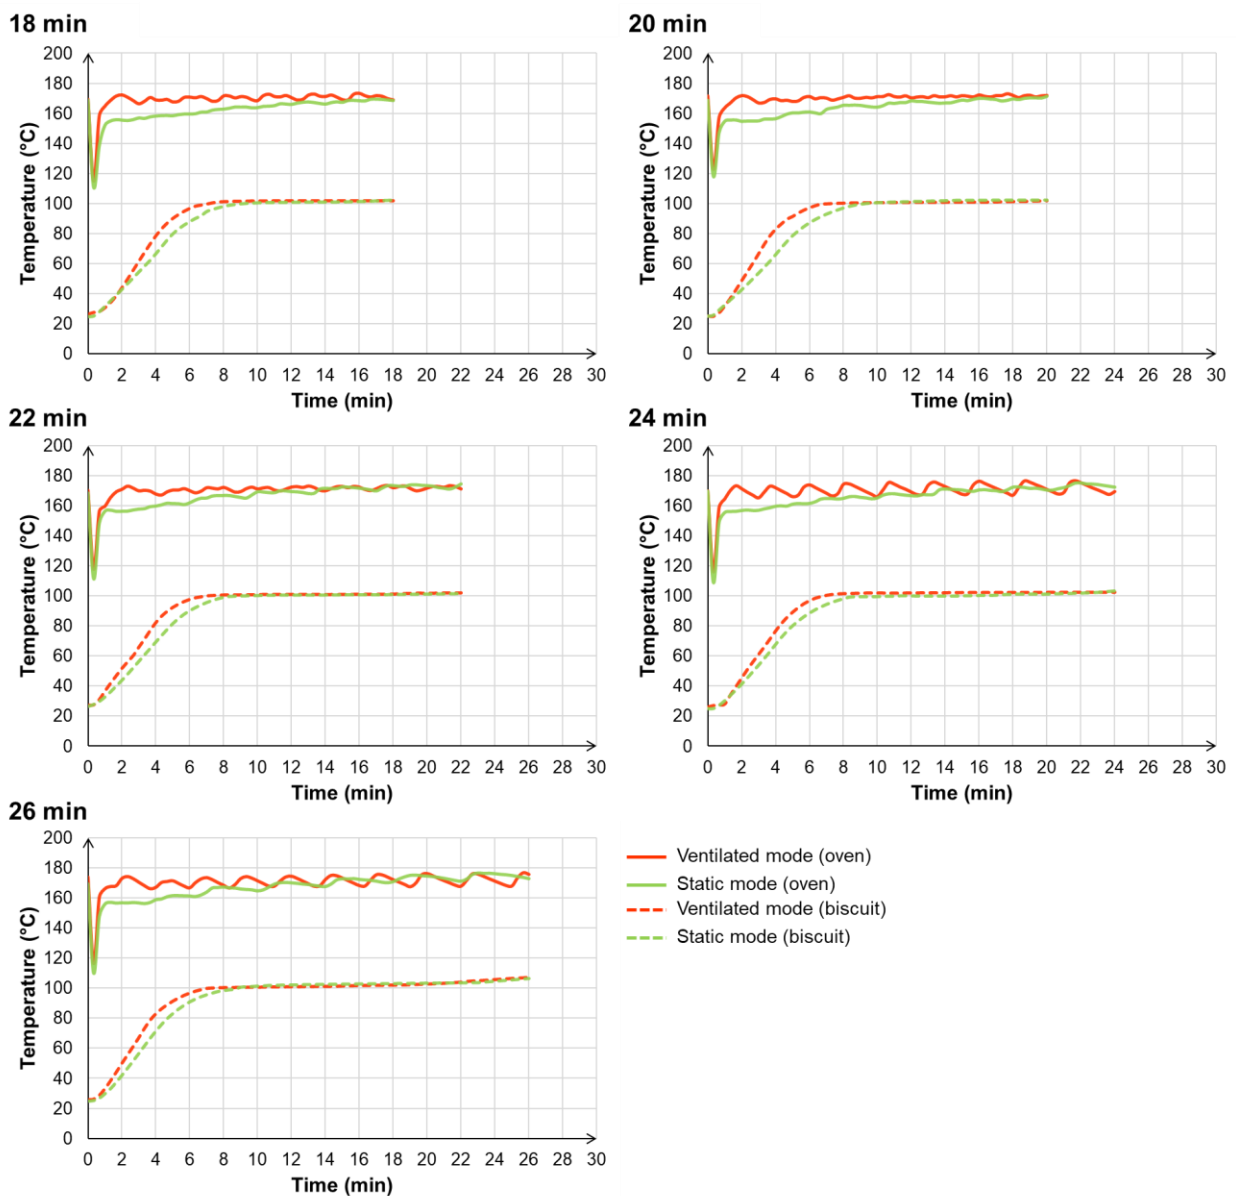 18 min
200
180
160
140
120
100
80
60
40
20
0
Temperature (°C)
0 2 4 6 8 10 12 14 16 18 20 22 24 26 28 30
Time (min)
20 min
200
180
160
140
120
100
80
60
40
20
0
Temperature (°C)
0 2 4 6 8 10 12 14 16 18 20 22 24 26 28 30
Time (min)
22 min
200
180
160
140
120
100
80
60
40
20
0
Temperature (°C)
0 2 4 6 8 10 12 14 16 18 20 22 24 26 28 30
Time (min)
24 min
200
180
160
140
120
100
80
60
40
20
0
Temperature (°C)
0 2 4 6 8 10 12 14 16 18 20 22 24 26 28 30
Time (min)
26 min
200
180
160
140
120
100
80
60
40
20
0
Temperature (°C)
0 2 4 6 8 10 12 14 16 18 20 22 24 26 28 30
Time (min)
Ventilated mode (oven)
Static mode (oven)
Ventilated mode (biscuit)
Static mode (biscuit)